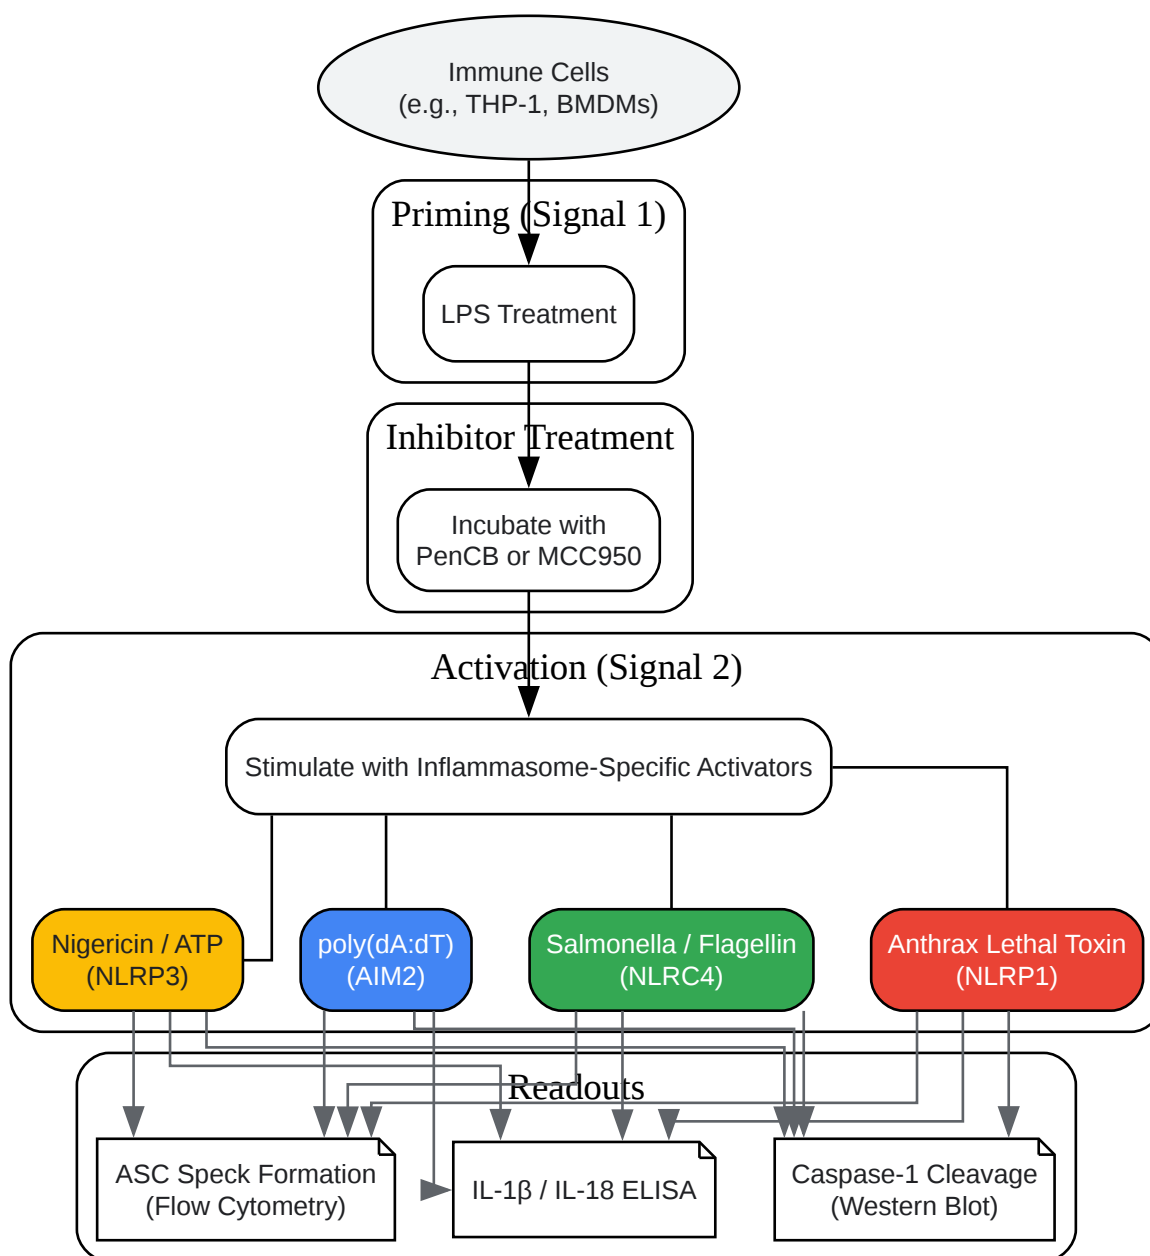 Immune Cells
(e.g., THP-1, BMDMs)
Priming (Signal 1)
LPS Treatment
Inhibitor Treatment
Incubate with
PenCB or MCC950
Activation (Signal 2)
Stimulate with Inflammasome-Specific Activators
Nigericin / ATP
(NLRP3)
poly(dA:dT)
(AIM2)
Salmonella / Flagellin
(NLRC4)
Anthrax Lethal Toxin
(NLRP1)
Readouts
ASC Speck Formation
(Flow Cytometry)
IL-1β / IL-18 ELISA
Caspase-1 Cleavage
(Western Blot)